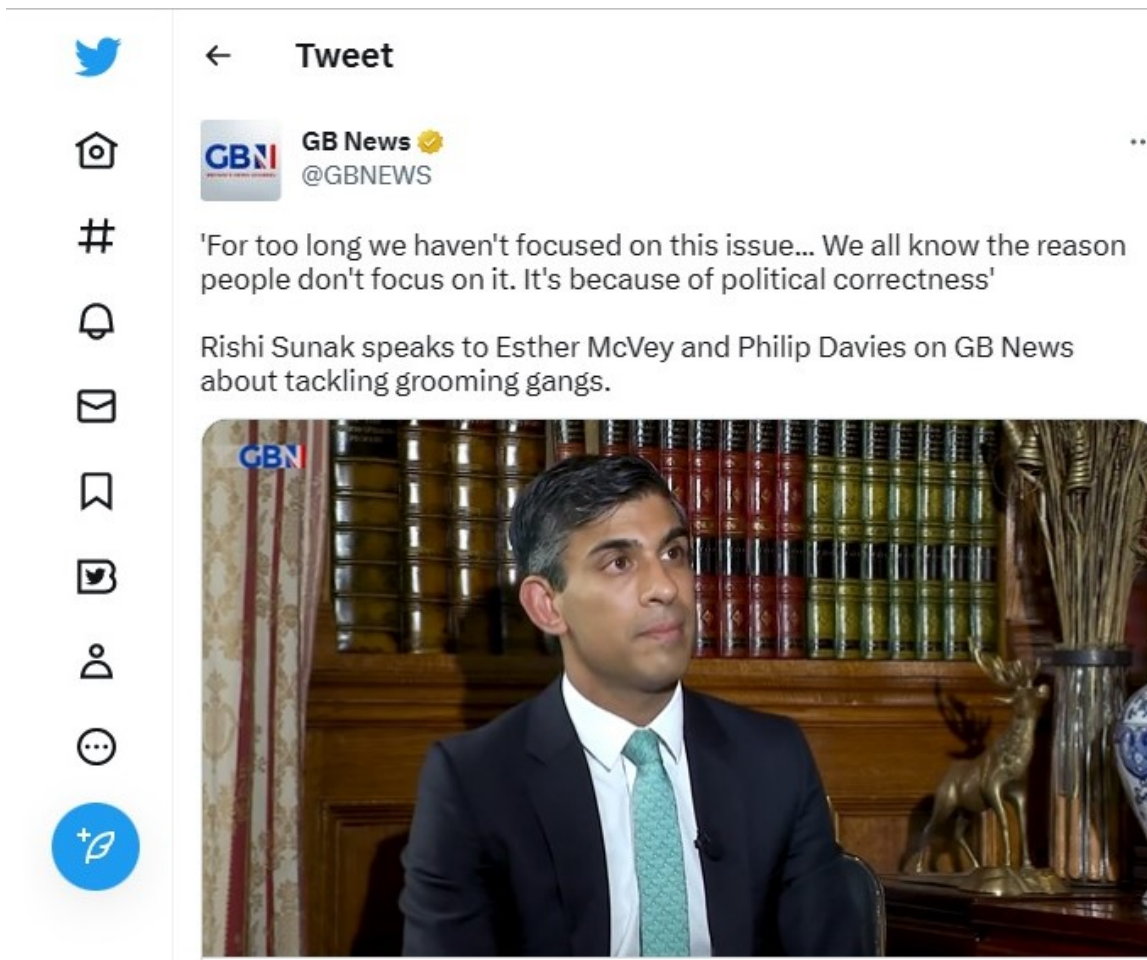 Tweet
GBN
GB News
@GBNEWS
'For too long we haven't focused on this issue... We all know the reason
people don't focus on it. It's because of political correctness'
Rishi Sunak speaks to Esther McVey and Philip Davies on GB News
about tackling grooming gangs.
GBN